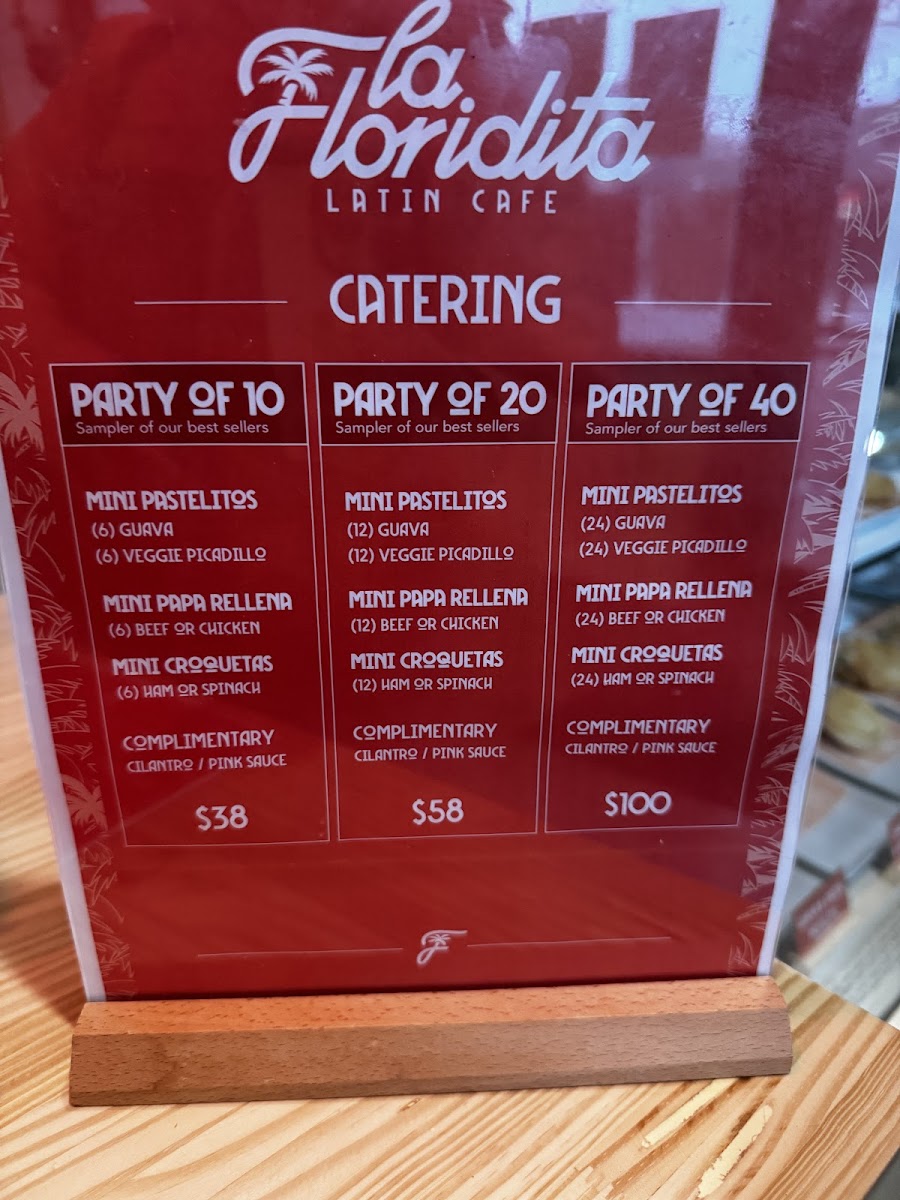 la
Floridita
LATIN CAFE
CATERING
PARTY OF 10
Sampler of our best sellers
MINI PASTELITOS
(6) GUAVA
(6) VEGGIE PICADILLO
MINI PAPA RELLENA
(6) BEEF OR CHICKEN
MINI CROQUETAS
(6) HAM OR SPINACH
COMPLIMENTARY
CILANTRO / PINK SAUCE
$38
PARTY OF 20
Sampler of our best sellers
MINI PASTELITOS
(12) GUAVA
(12) VEGGIE PICADILLO
MINI PAPA RELLENA
(12) BEEF OR CHICKEN
MINI CROQUETAS
(12) HAM OR SPINACH
COMPLIMENTARY
CILANTRO / PINK SAUCE
$58
PARTY OF 40
Sampler of our best sellers
MINI PASTELITOS
(24) GUAVA
(24) VEGGIE PICADILLO
MINI PAPA RELLENA
(24) BEEF OR CHICKEN
MINI CROQUETAS
(24) HAM OR SPINACH
COMPLIMENTARY
CILANTRO / PINK SAUCE
$100
F